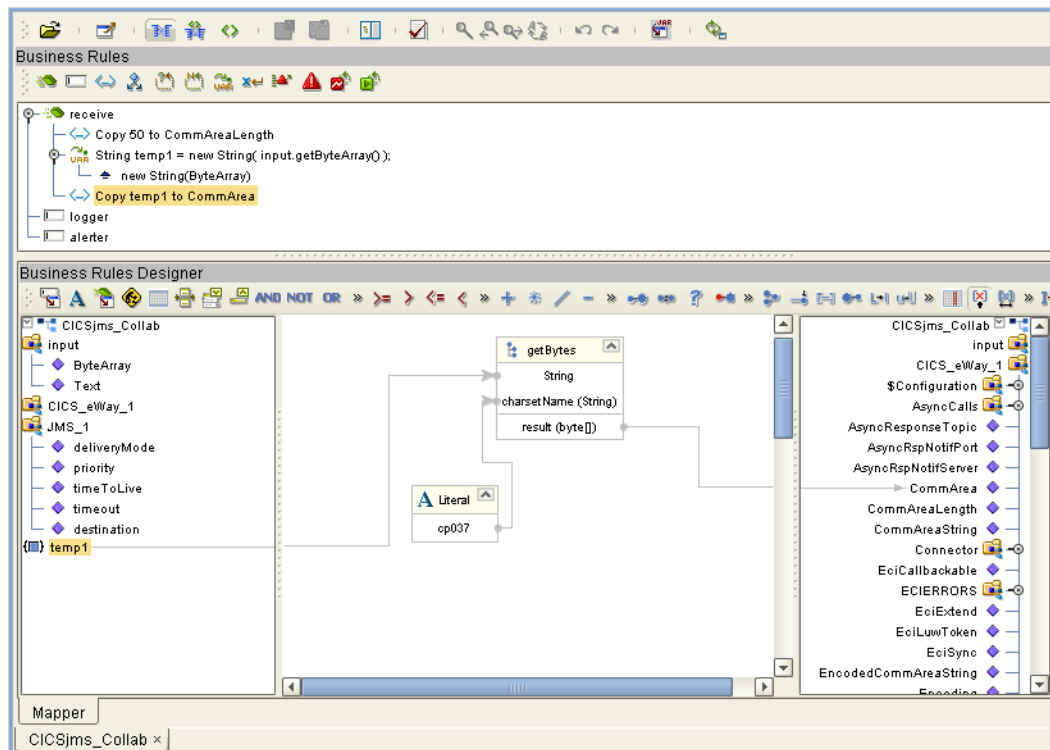 JAR
Business Rules
receive
Copy 50 to CommAreaLength
VAR String temp1 = new String( input.getByteArray() );
new String(ByteArray)
Copy temp1 to CommArea
logger
alerter
Business Rules Designer
A AND NOT OR » >= > <= < » + / - » ? » » »
CICSjms_Collab
input
ByteArray
Text
CICS_eWay_1
JMS_1
deliveryMode
priority
timeToLive
timeout
destination
{ } temp1
getBytes
String
charsetName (String)
result (byte[])
A Literal
cp037
CICSjms_Collab
input
CICS_eWay_1
$Configuration
AsyncCalls
AsyncResponseTopic
AsyncRspNotifPort
AsyncRspNotifServer
CommArea
CommAreaLength
CommAreaString
Connector
EciCallbackable
ECIERRORS
EciExtend
EciLuwToken
EciSync
EncodedCommAreaString
Encoding
Mapper
CICSjms_Collab ×